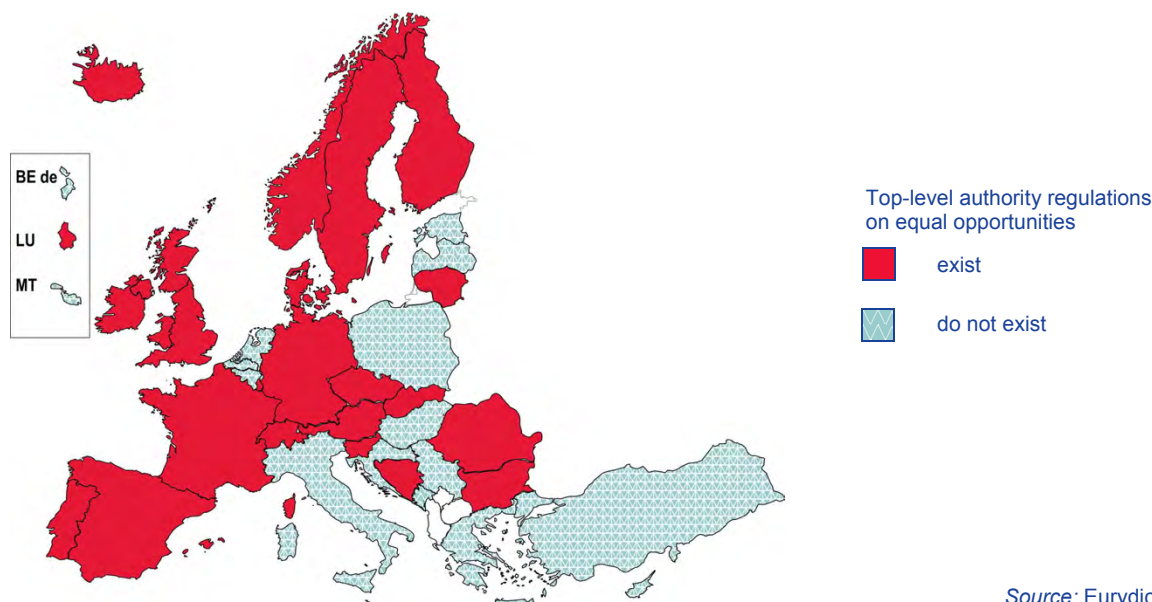 BE de
LU
MT
Top-level authority regulations
on equal opportunities
exist
do not exist
Source: Eurydic